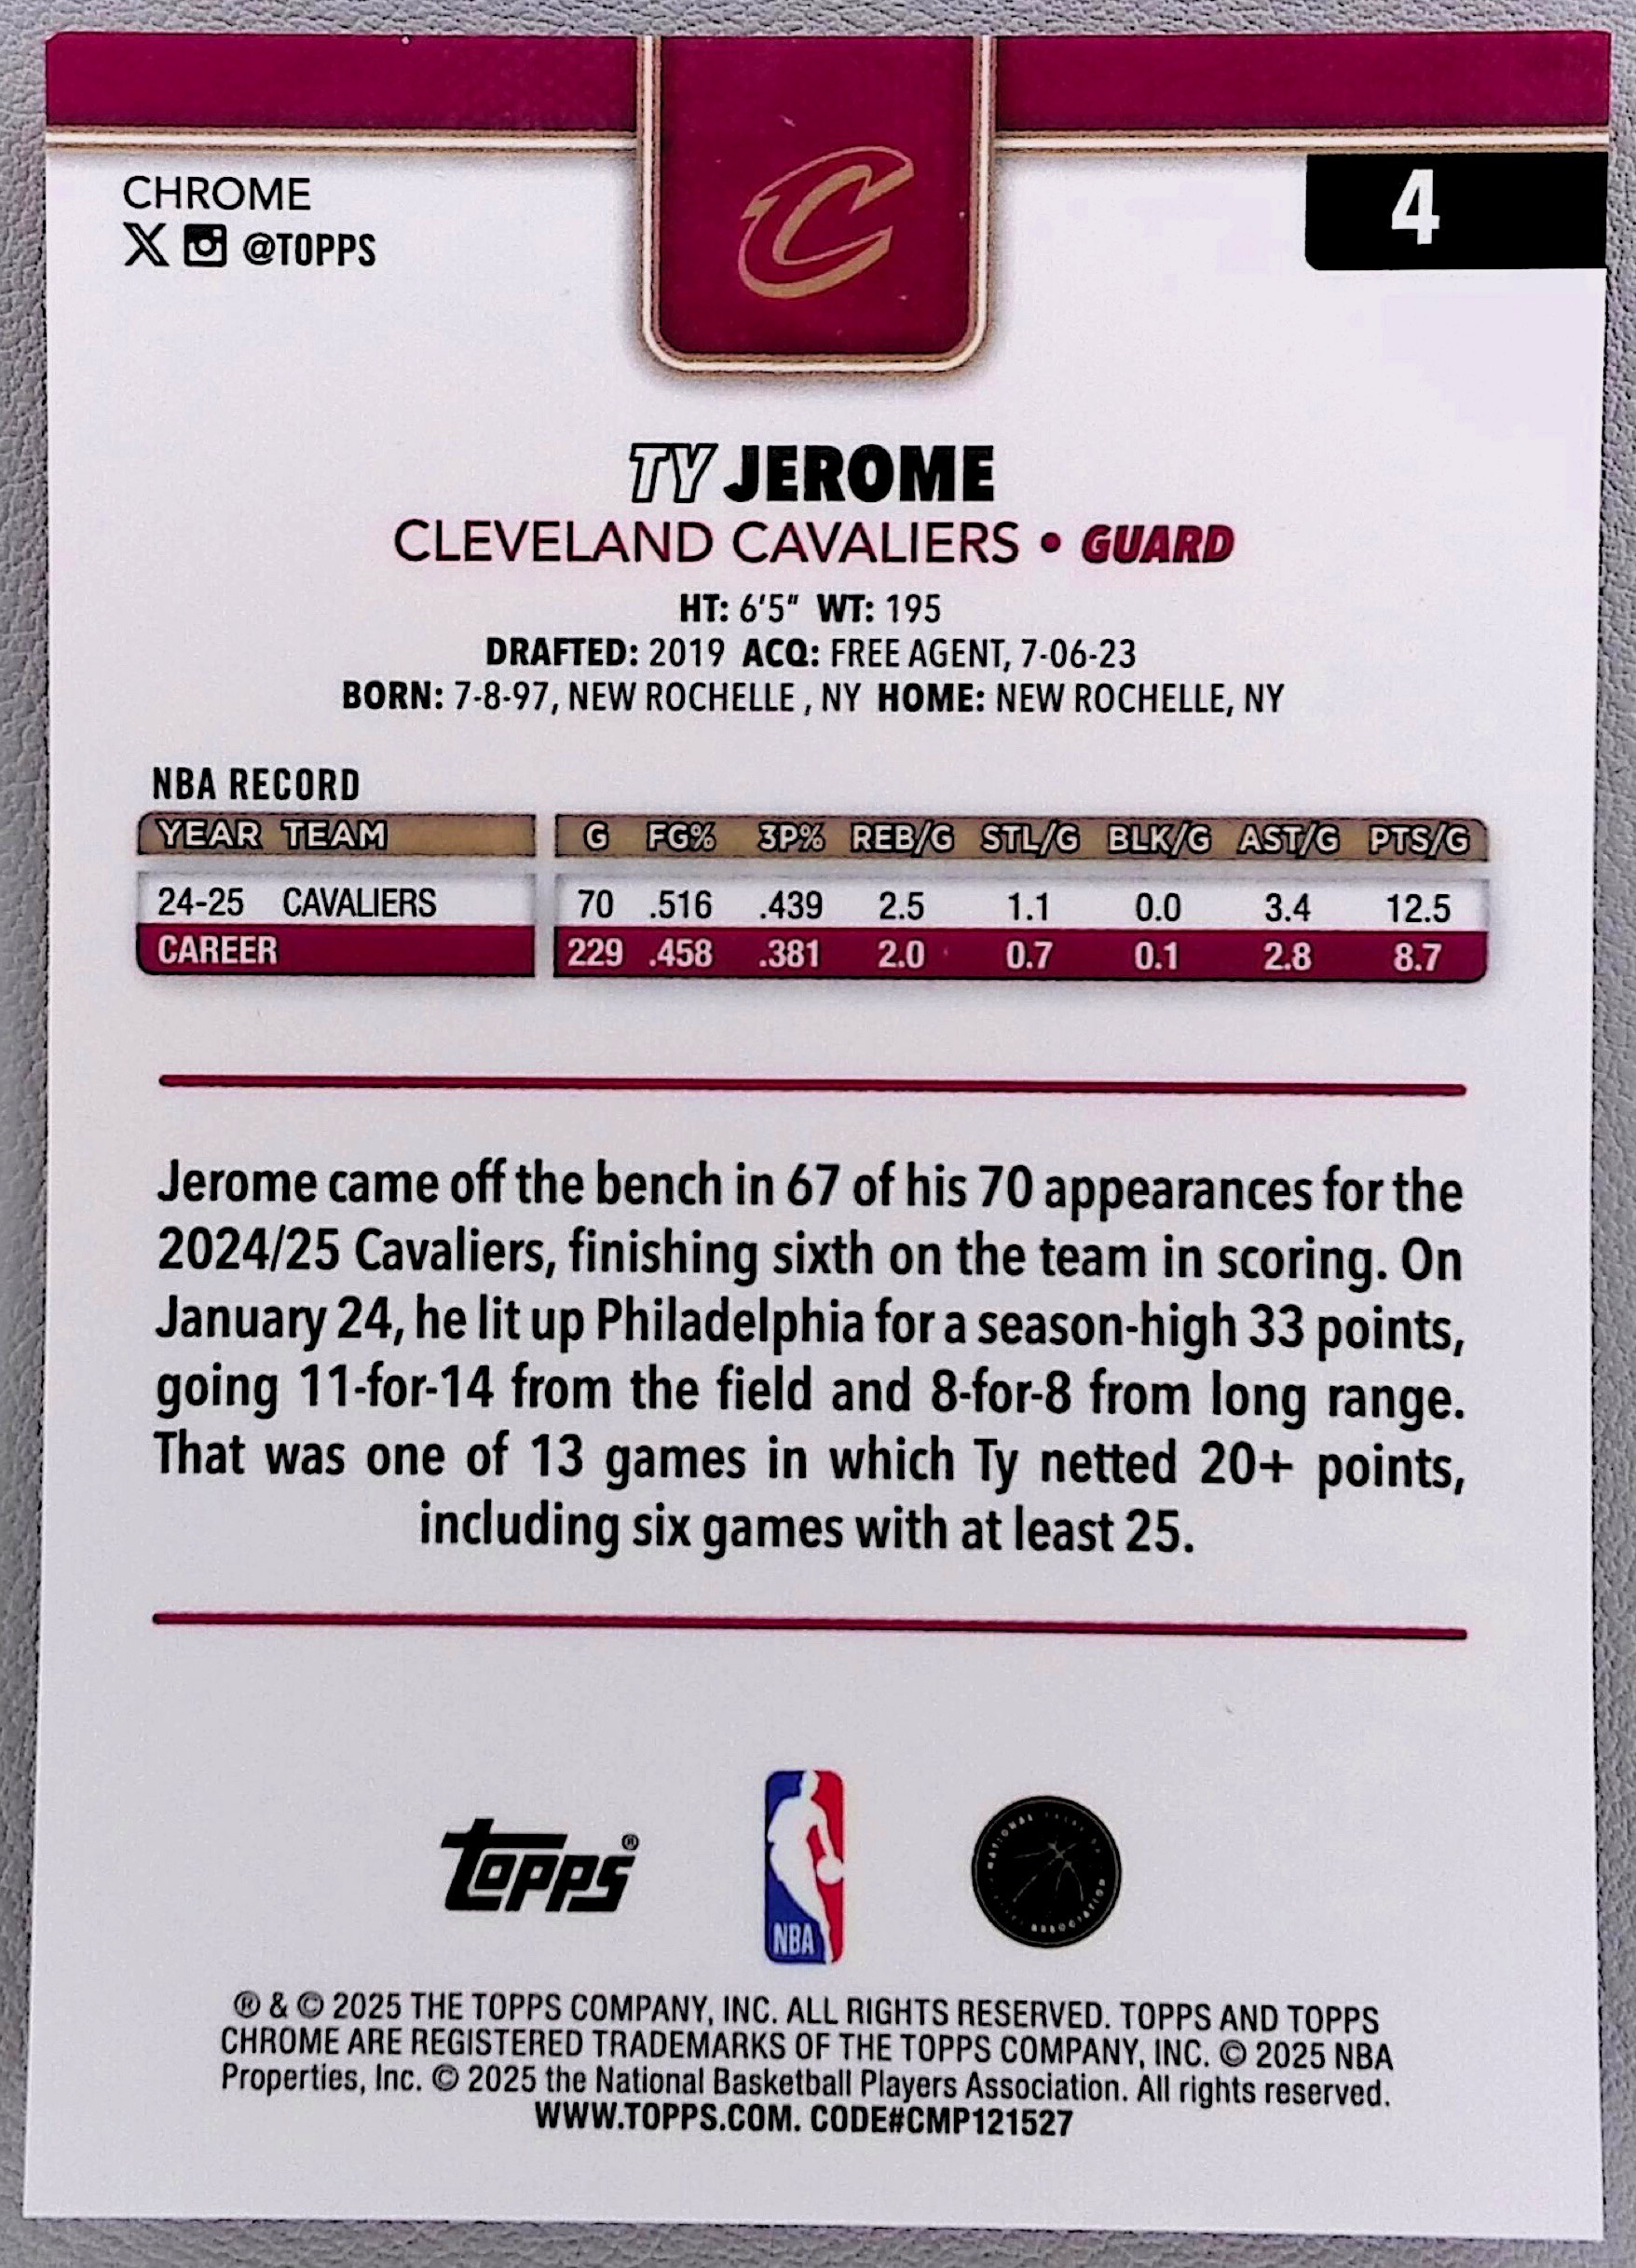 CHROME
X @TOPPS
4
TY JEROME
CLEVELAND CAVALIERS • GUARD
HT: 6'5" WT: 195
DRAFTED: 2019 ACQ: FREE AGENT, 7-06-23
BORN: 7-8-97, NEW ROCHELLE , NY HOME: NEW ROCHELLE, NY
NBA RECORD
YEAR TEAM G FG% 3P% REB/G STL/G BLK/G AST/G PTS/G
24-25 CAVALIERS 70 .516 .439 2.5 1.1 0.0 3.4 12.5
CAREER 229 .458 .381 2.0 0.7 0.1 2.8 8.7
Jerome came off the bench in 67 of his 70 appearances for the
2024/25 Cavaliers, finishing sixth on the team in scoring. On
January 24, he lit up Philadelphia for a season-high 33 points,
going 11-for-14 from the field and 8-for-8 from long range.
That was one of 13 games in which Ty netted 20+ points,
including six games with at least 25.
topps®
NBA
NATIONAL
ASSOCIATION
® & © 2025 THE TOPPS COMPANY, INC. ALL RIGHTS RESERVED. TOPPS AND TOPPS
CHROME ARE REGISTERED TRADEMARKS OF THE TOPPS COMPANY, INC. © 2025 NBA
Properties, Inc. © 2025 the National Basketball Players Association. All rights reserved.
WWW.TOPPS.COM. CODE#CMP121527